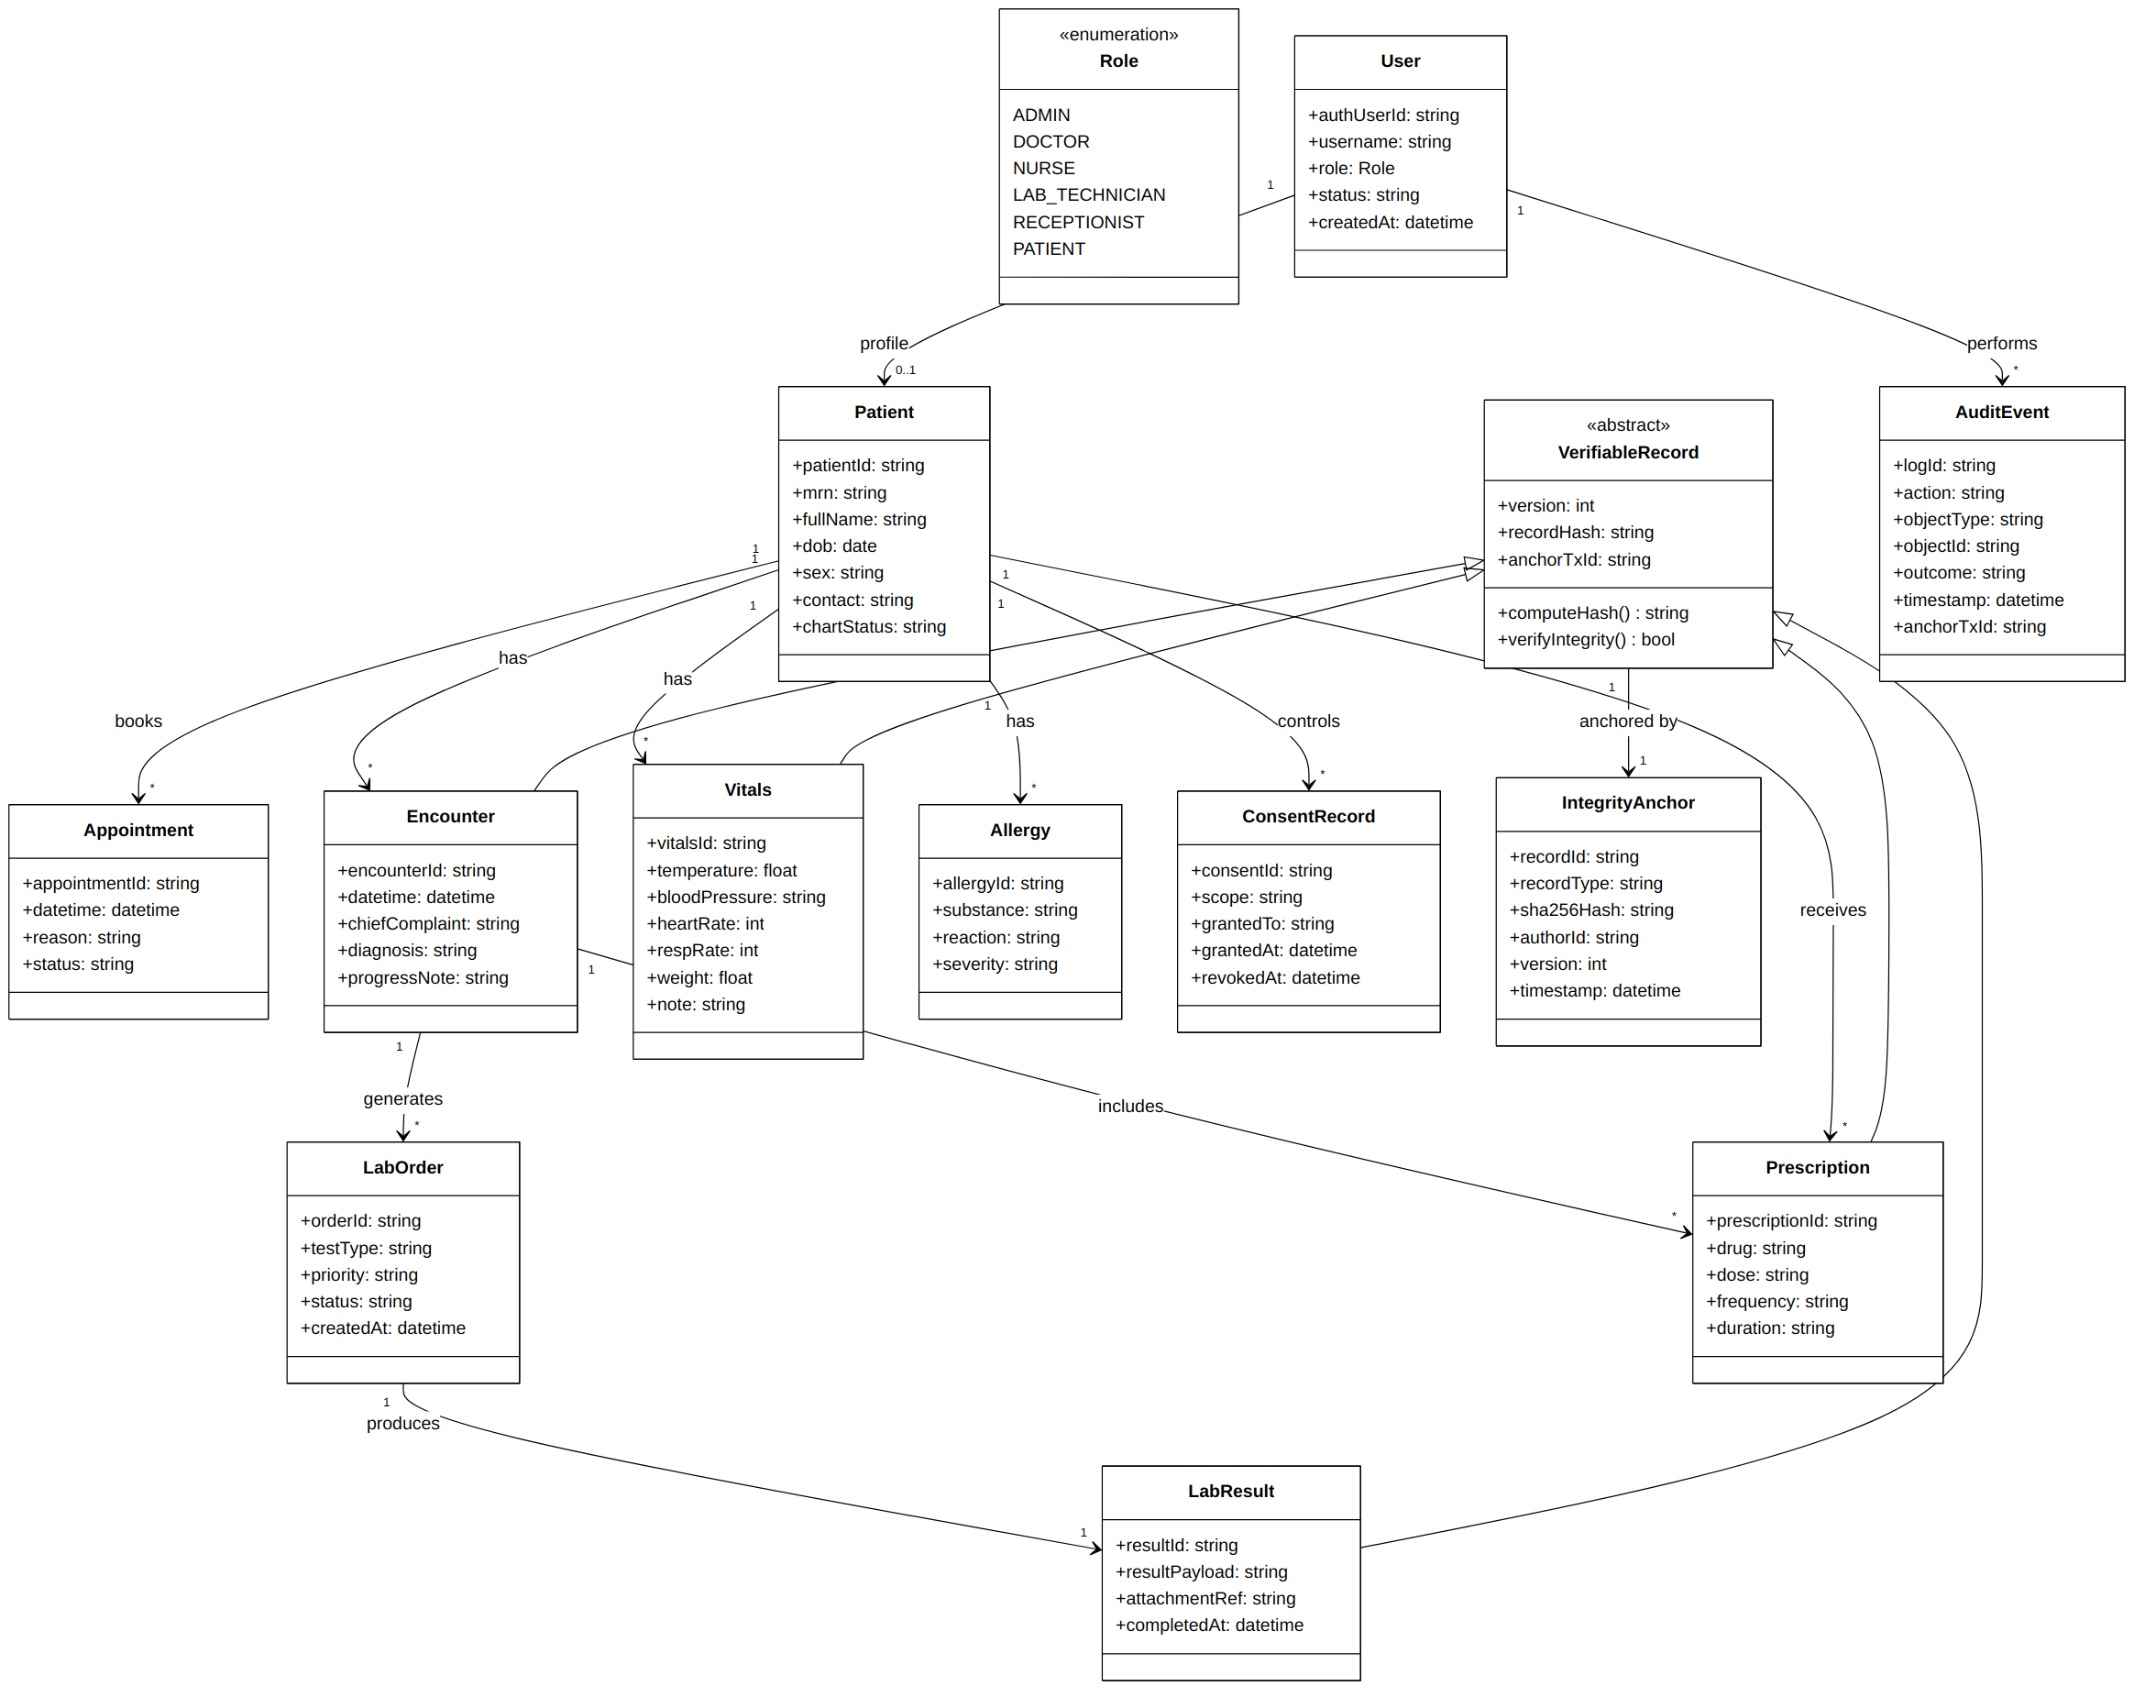 «enumeration»
Role
ADMIN
DOCTOR
NURSE
LAB_TECHNICIAN
RECEPTIONIST
PATIENT
User
+authUserId: string
+username: string
+role: Role
+status: string
+createdAt: datetime
1
1
profile
0..1
performs
*
Patient
+patientId: string
+mrn: string
+fullName: string
+dob: date
+sex: string
+contact: string
+chartStatus: string
«abstract»
VerifiableRecord
+version: int
+recordHash: string
+anchorTxId: string
+computeHash() : string
+verifyIntegrity() : bool
AuditEvent
+logId: string
+action: string
+objectType: string
+objectId: string
+outcome: string
+timestamp: datetime
+anchorTxId: string
1
1
1
1
1
1
1
books
*
has
*
has
*
has
*
controls
*
anchored by
1
Appointment
+appointmentId: string
+datetime: datetime
+reason: string
+status: string
Encounter
+encounterId: string
+datetime: datetime
+chiefComplaint: string
+diagnosis: string
+progressNote: string
Vitals
+vitalsId: string
+temperature: float
+bloodPressure: string
+heartRate: int
+respRate: int
+weight: float
+note: string
Allergy
+allergyId: string
+substance: string
+reaction: string
+severity: string
ConsentRecord
+consentId: string
+scope: string
+grantedTo: string
+grantedAt: datetime
+revokedAt: datetime
IntegrityAnchor
+recordId: string
+recordType: string
+sha256Hash: string
+authorId: string
+version: int
+timestamp: datetime
receives
*
1
1
generates
*
includes
*
LabOrder
+orderId: string
+testType: string
+priority: string
+status: string
+createdAt: datetime
Prescription
+prescriptionId: string
+drug: string
+dose: string
+frequency: string
+duration: string
1
produces
1
LabResult
+resultId: string
+resultPayload: string
+attachmentRef: string
+completedAt: datetime